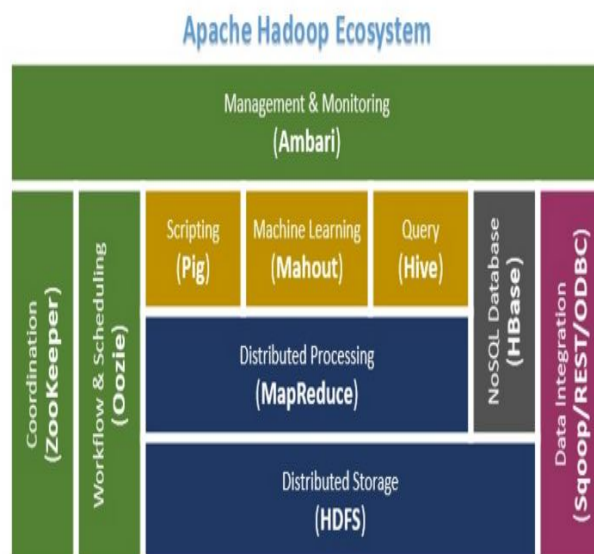 Apache Hadoop Ecosystem
Management & Monitoring
(Ambari)
Coordination
(ZooKeeper)
Workflow & Scheduling
(Oozie)
Scripting
(Pig)
Machine Learning
(Mahout)
Query
(Hive)
NoSQL Database
(HBase)
Data Integration
(Sqoop/REST/ODBC)
Distributed Processing
(MapReduce)
Distributed Storage
(HDFS)